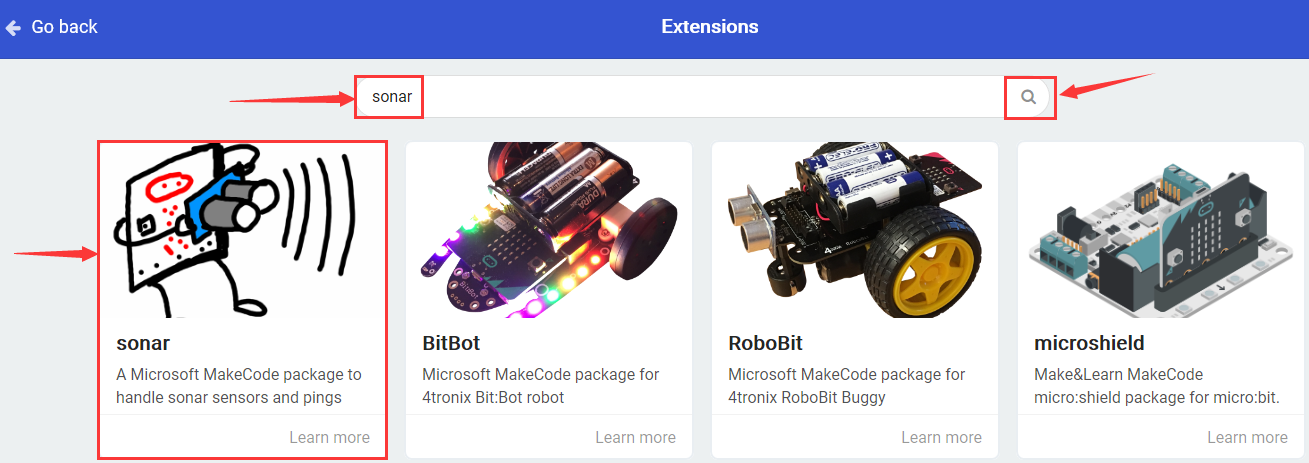 Go back
Extensions
sonar
sonar
A Microsoft MakeCode package to
handle sonar sensors and pings
Learn more
BitBot
Microsoft MakeCode package for
4tronix Bit:Bot robot
Learn more
RoboBit
Microsoft MakeCode package for
4tronix RoboBit Buggy
Learn more
microshield
Make&Learn MakeCode
micro:shield package for micro:bit.
Learn more